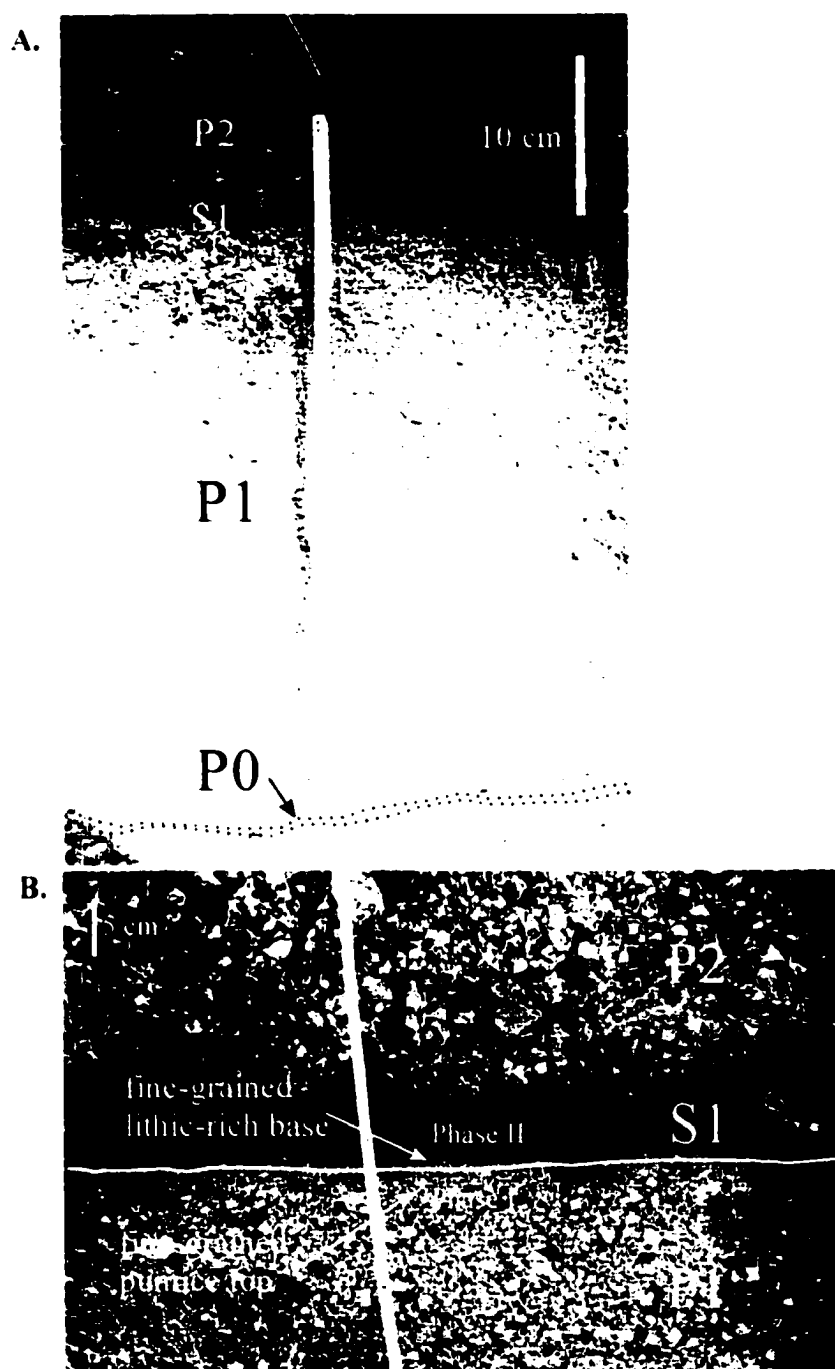 A.
P2
10 cm
S1
P1
P0
B.
5 cm
P2
fine-grained
lithic-rich base
Phase II
S1
fine-grained
pumice top
P1